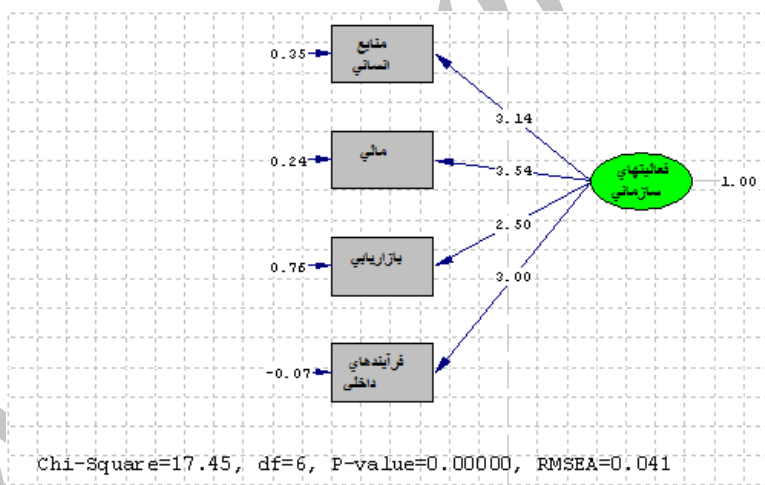 0.35
منابع
انساني
3.14
0.24
مالي
3.54
فعاليتهاي
سازماني
1.00
2.50
0.76
بازاريابي
3.00
-0.07
فرآيندهاي
داخلى
Chi-Square=17.45, df=6, P-value=0.00000, RMSEA=0.041